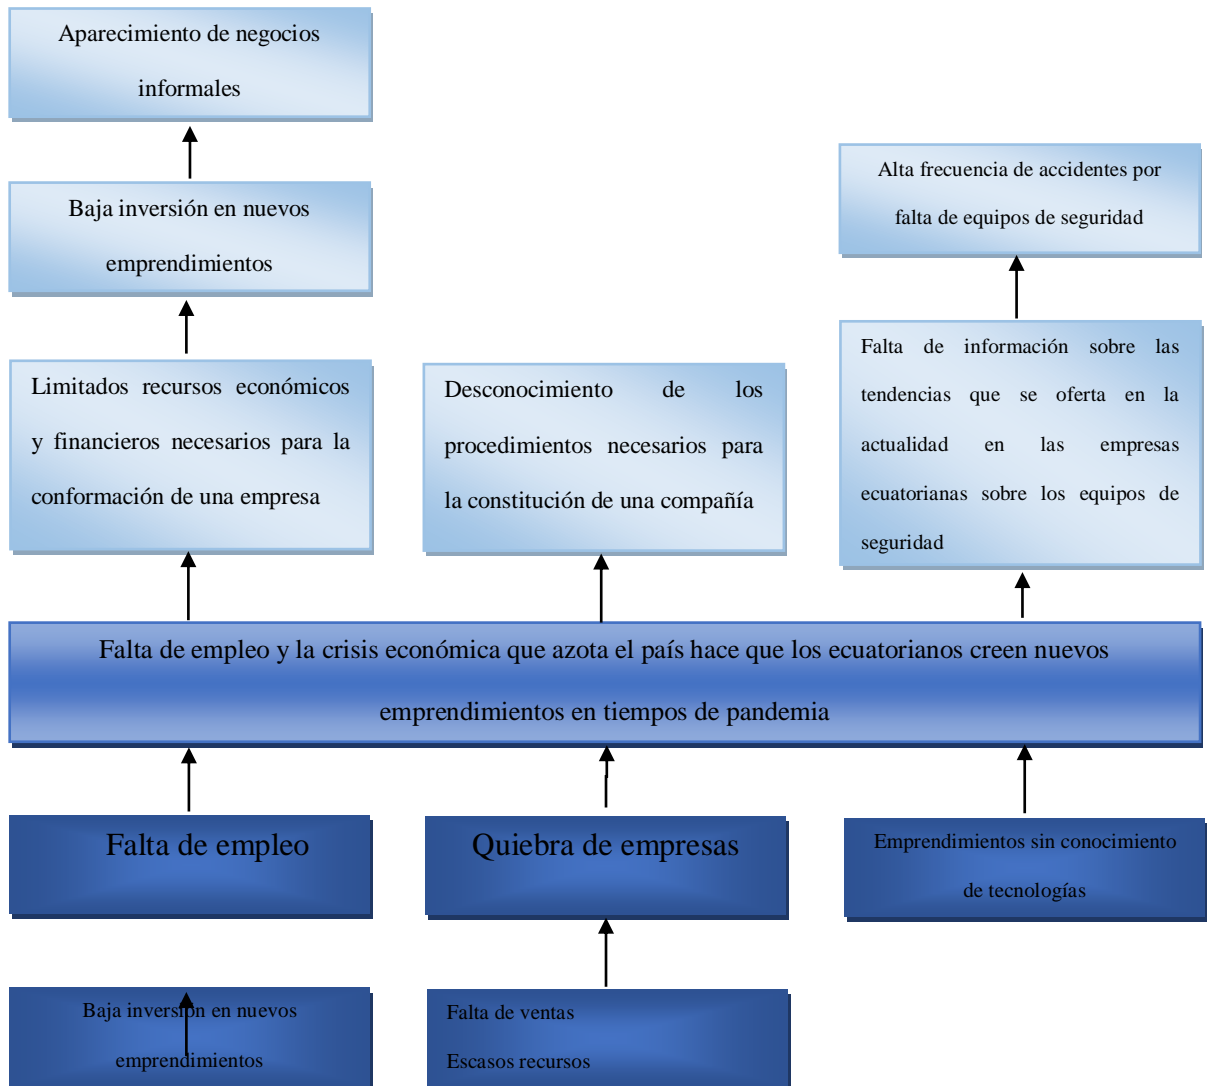 Aparecimiento de negocios
informales
Baja inversión en nuevos
emprendimientos
Alta frecuencia de accidentes por
falta de equipos de seguridad
Limitados recursos económicos
y financieros necesarios para la
conformación de una empresa
Desconocimiento de los
procedimientos necesarios para
la constitución de una compañía
Falta de información sobre las
tendencias que se oferta en la
actualidad en las empresas
ecuatorianas sobre los equipos de
seguridad
Falta de empleo y la crisis económica que azota el país hace que los ecuatorianos creen nuevos
emprendimientos en tiempos de pandemia
Falta de empleo
Quiebra de empresas
Emprendimientos sin conocimiento
de tecnologías
Baja inversión en nuevos
emprendimientos
Falta de ventas
Escasos recursos